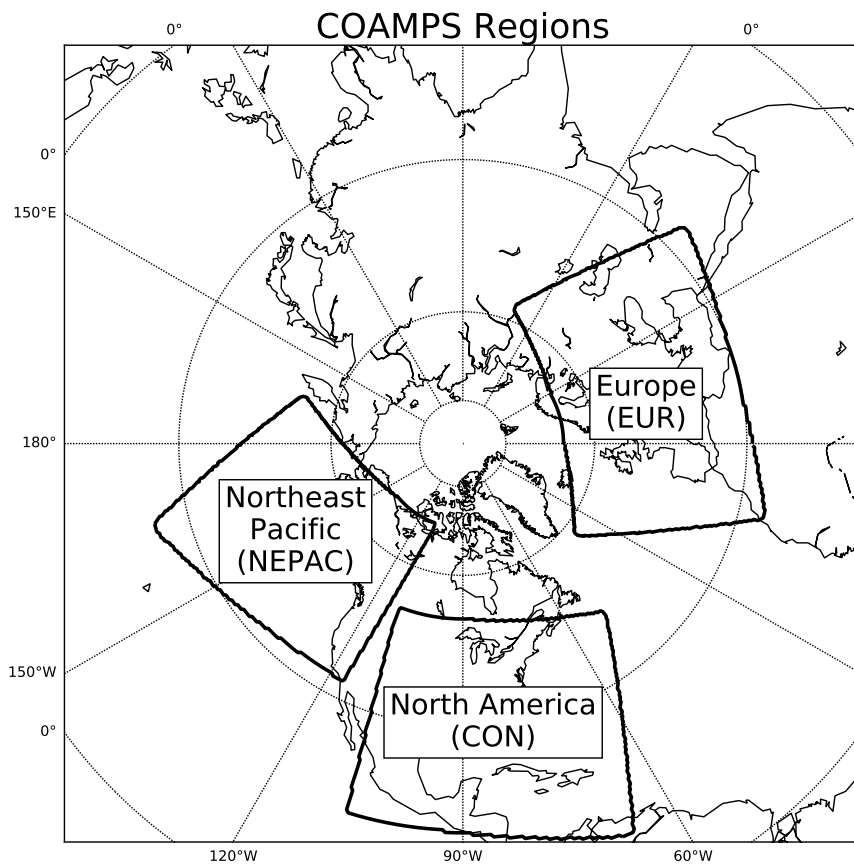 COAMPS Regions
0°
0°
0°
150°E
Europe
(EUR)
180°
Northeast
Pacific
(NEPAC)
150°W
North America
(CON)
0°
120°W
90°W
60°W